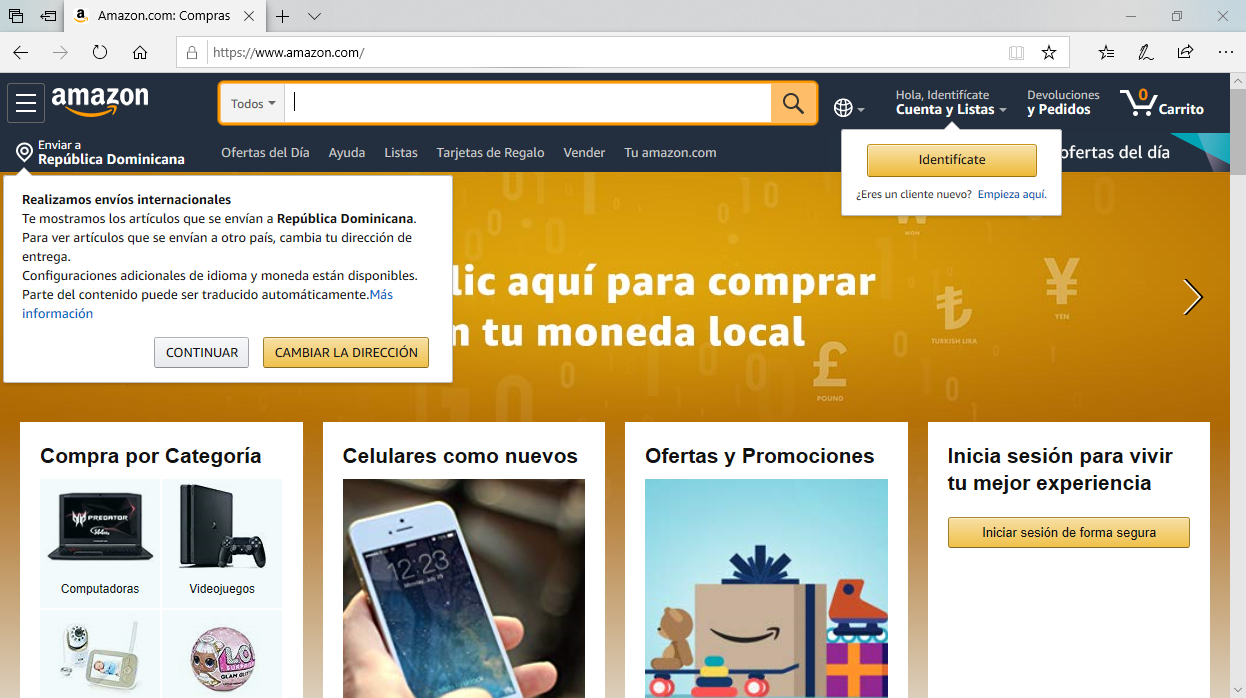 Amazon.com: Compras
https://www.amazon.com/
amazon
Todos
Hola, Identifícate
Cuenta y Listas
Devoluciones
y Pedidos
0
Carrito
Enviar a
República Dominicana
Ofertas del Día
Ayuda
Listas
Tarjetas de Regalo
Vender
Tu amazon.com
ofertas del día
Identifícate
¿Eres un cliente nuevo? Empieza aquí.
Realizamos envíos internacionales
Te mostramos los artículos que se envían a República Dominicana.
Para ver artículos que se envían a otro país, cambia tu dirección de
entrega.
Configuraciones adicionales de idioma y moneda están disponibles.
Parte del contenido puede ser traducido automáticamente.Más
información
CONTINUAR
CAMBIAR LA DIRECCIÓN
lic aquí para comprar
n tu moneda local
WON
¥
YEN
TURKISH LIRA
£
POUND
Compra por Categoría
PREDATOR
Computadoras
Videojuegos
Celulares como nuevos
12:23
Ofertas y Promociones
Inicia sesión para vivir
tu mejor experiencia
Iniciar sesión de forma segura